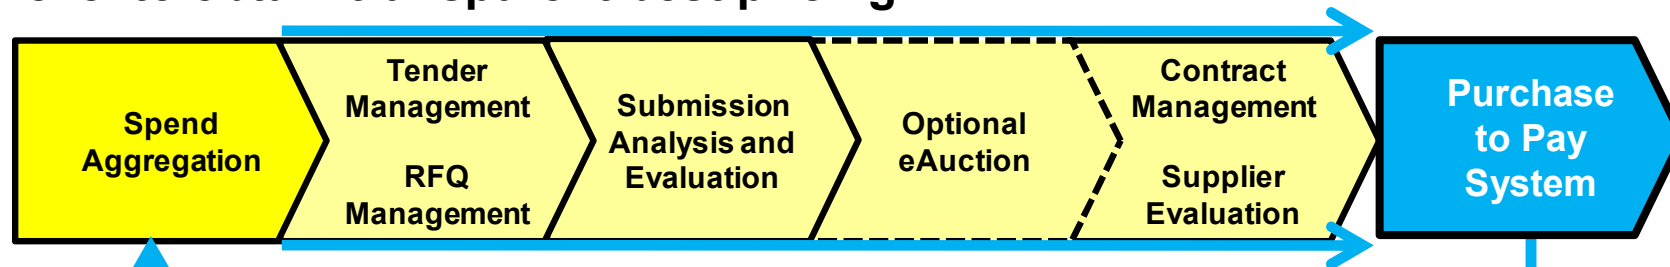 Spend
Aggregation
Tender
Management
RFQ
Management
Submission
Analysis and
Evaluation
Optional
eAuction
Contract
Management
Supplier
Evaluation
Purchase
to Pay
System